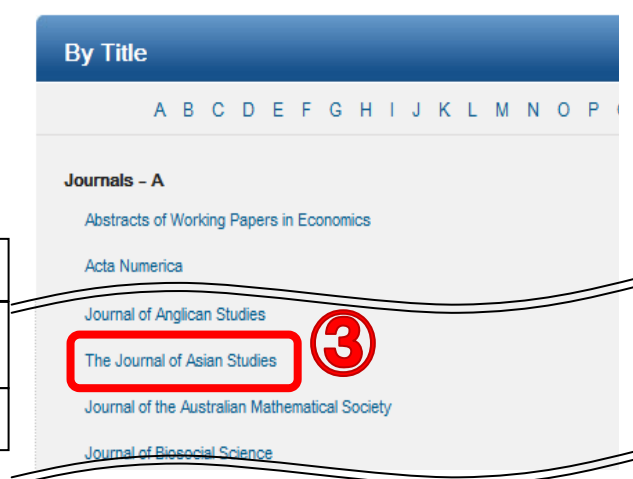 By Title
A B C D E F G H I J K L M N O P
Journals – A
Abstracts of Working Papers in Economics
Acta Numerica
Journal of Anglican Studies
The Journal of Asian Studies
③
Journal of the Australian Mathematical Society
Journal of Biosocial Science